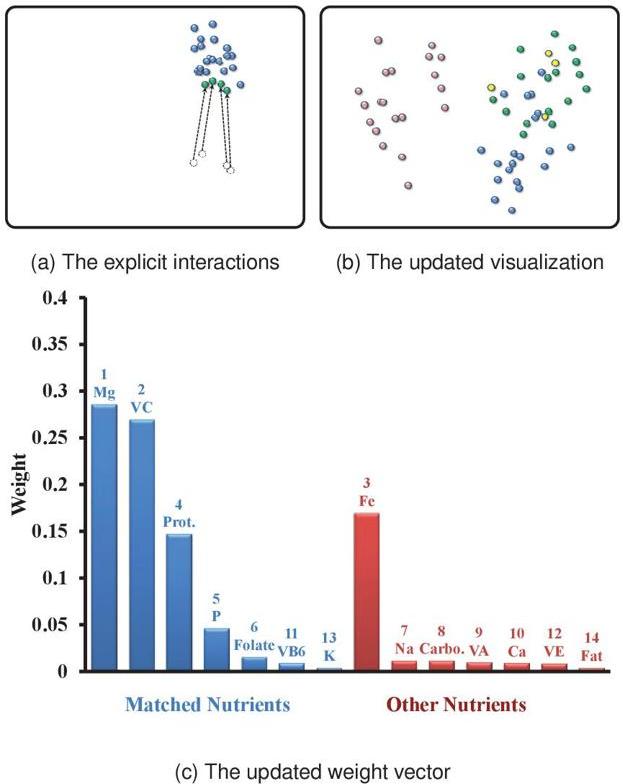 (a) The explicit interactions
(b) The updated visualization
0.4
0.35
0.3
0.25
0.2
0.15
0.1
0.05
0
Weight
1
Mg
2
VC
4
Prot.
5
P
6
Folate
11
VB6
13
K
3
Fe
7
Na
8
Carbo.
9
VA
10
Ca
12
VE
14
Fat
Matched Nutrients
Other Nutrients
(c) The updated weight vector